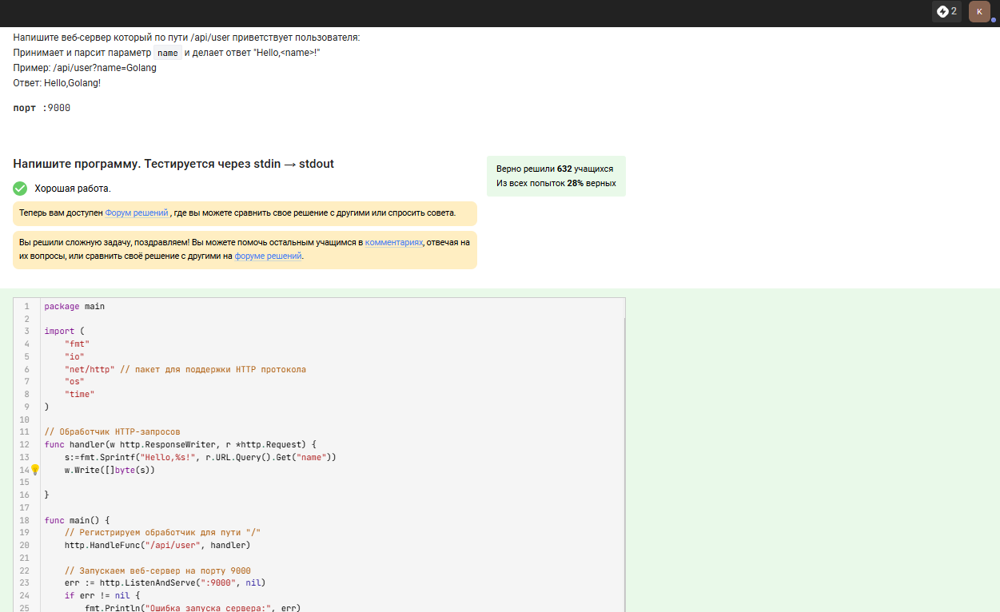 2
K
Напишите веб-сервер который по пути /api/user приветствует пользователя:
Принимает и парсит параметр name и делает ответ "Hello,<name>!"
Пример: /api/user?name=Golang
Ответ: Hello,Golang!
порт :9000
Напишите программу. Тестируется через stdin → stdout
Верно решили 632 учащихся
Из всех попыток 28% верных
Хорошая работа.
Теперь вам доступен Форум решений , где вы можете сравнить свое решение с другими или спросить совета.
Вы решили сложную задачу, поздравляем! Вы можете помочь остальным учащимся в комментариях, отвечая на
их вопросы, или сравнить своё решение с другими на форуме решений.
1 package main
2
3 import (
4     "fmt"
5     "io"
6     "net/http" // пакет для поддержки HTTP протокола
7     "os"
8     "time"
9 )
10
11 // Обработчик HTTP-запросов
12 func handler(w http.ResponseWriter, r *http.Request) {
13     s:=fmt.Sprintf("Hello,%s!", r.URL.Query().Get("name"))
14     w.Write([]byte(s))
15
16 }
17
18 func main() {
19     // Регистрируем обработчик для пути "/"
20     http.HandleFunc("/api/user", handler)
21
22     // Запускаем веб-сервер на порту 9000
23     err := http.ListenAndServe(":9000", nil)
24     if err != nil {
25         fmt.Println("Ошибка запуска сервера:", err)